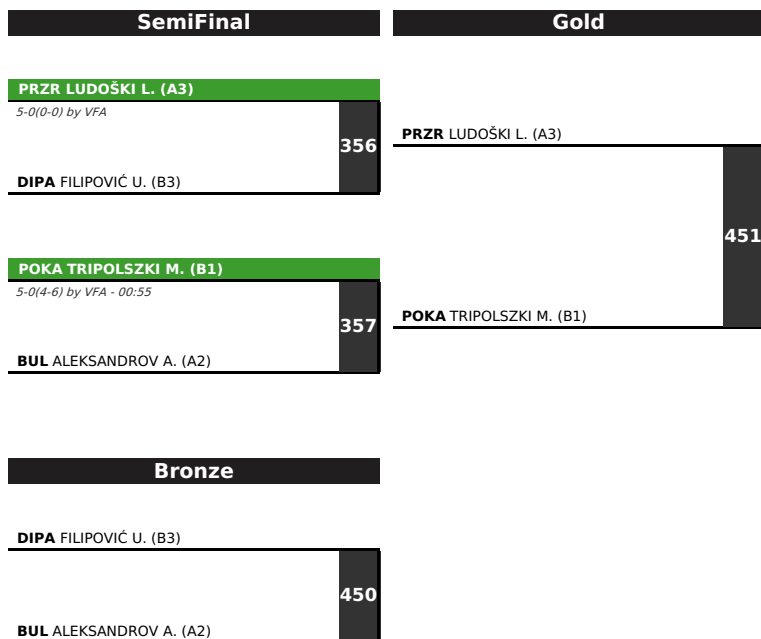 SemiFinal
Gold
PRZR LUDOŠKI L. (A3)
5-0(0-0) by VFA
356
DIPA FILIPOVIĆ U. (B3)
PRZR LUDOŠKI L. (A3)
451
POKA TRIPOLSZKI M. (B1)
POKA TRIPOLSZKI M. (B1)
5-0(4-6) by VFA - 00:55
357
BUL ALEKSANDROV A. (A2)
Bronze
DIPA FILIPOVIĆ U. (B3)
450
BUL ALEKSANDROV A. (A2)